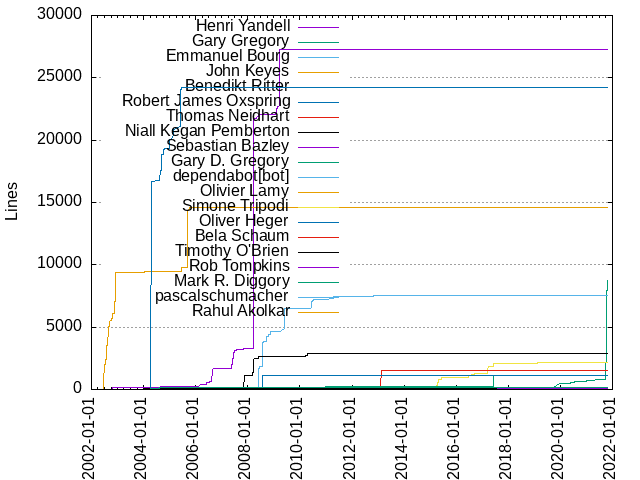 30000
25000
20000
15000
10000
5000
0
Lines
Henri Yandell
Gary Gregory
Emmanuel Bourg
John Keyes
Benedikt Ritter
Robert James Oxspring
Thomas Neidhart
Niall Kegan Pemberton
Sebastian Bazley
Gary D. Gregory
dependabot[bot]
Olivier Lamy
Simone Tripodi
Oliver Heger
Bela Schaum
Timothy O'Brien
Rob Tompkins
Mark R. Diggory
pascalschumacher
Rahul Akolkar
2002-01-01
2004-01-01
2006-01-01
2008-01-01
2010-01-01
2012-01-01
2014-01-01
2016-01-01
2018-01-01
2020-01-01
2022-01-01